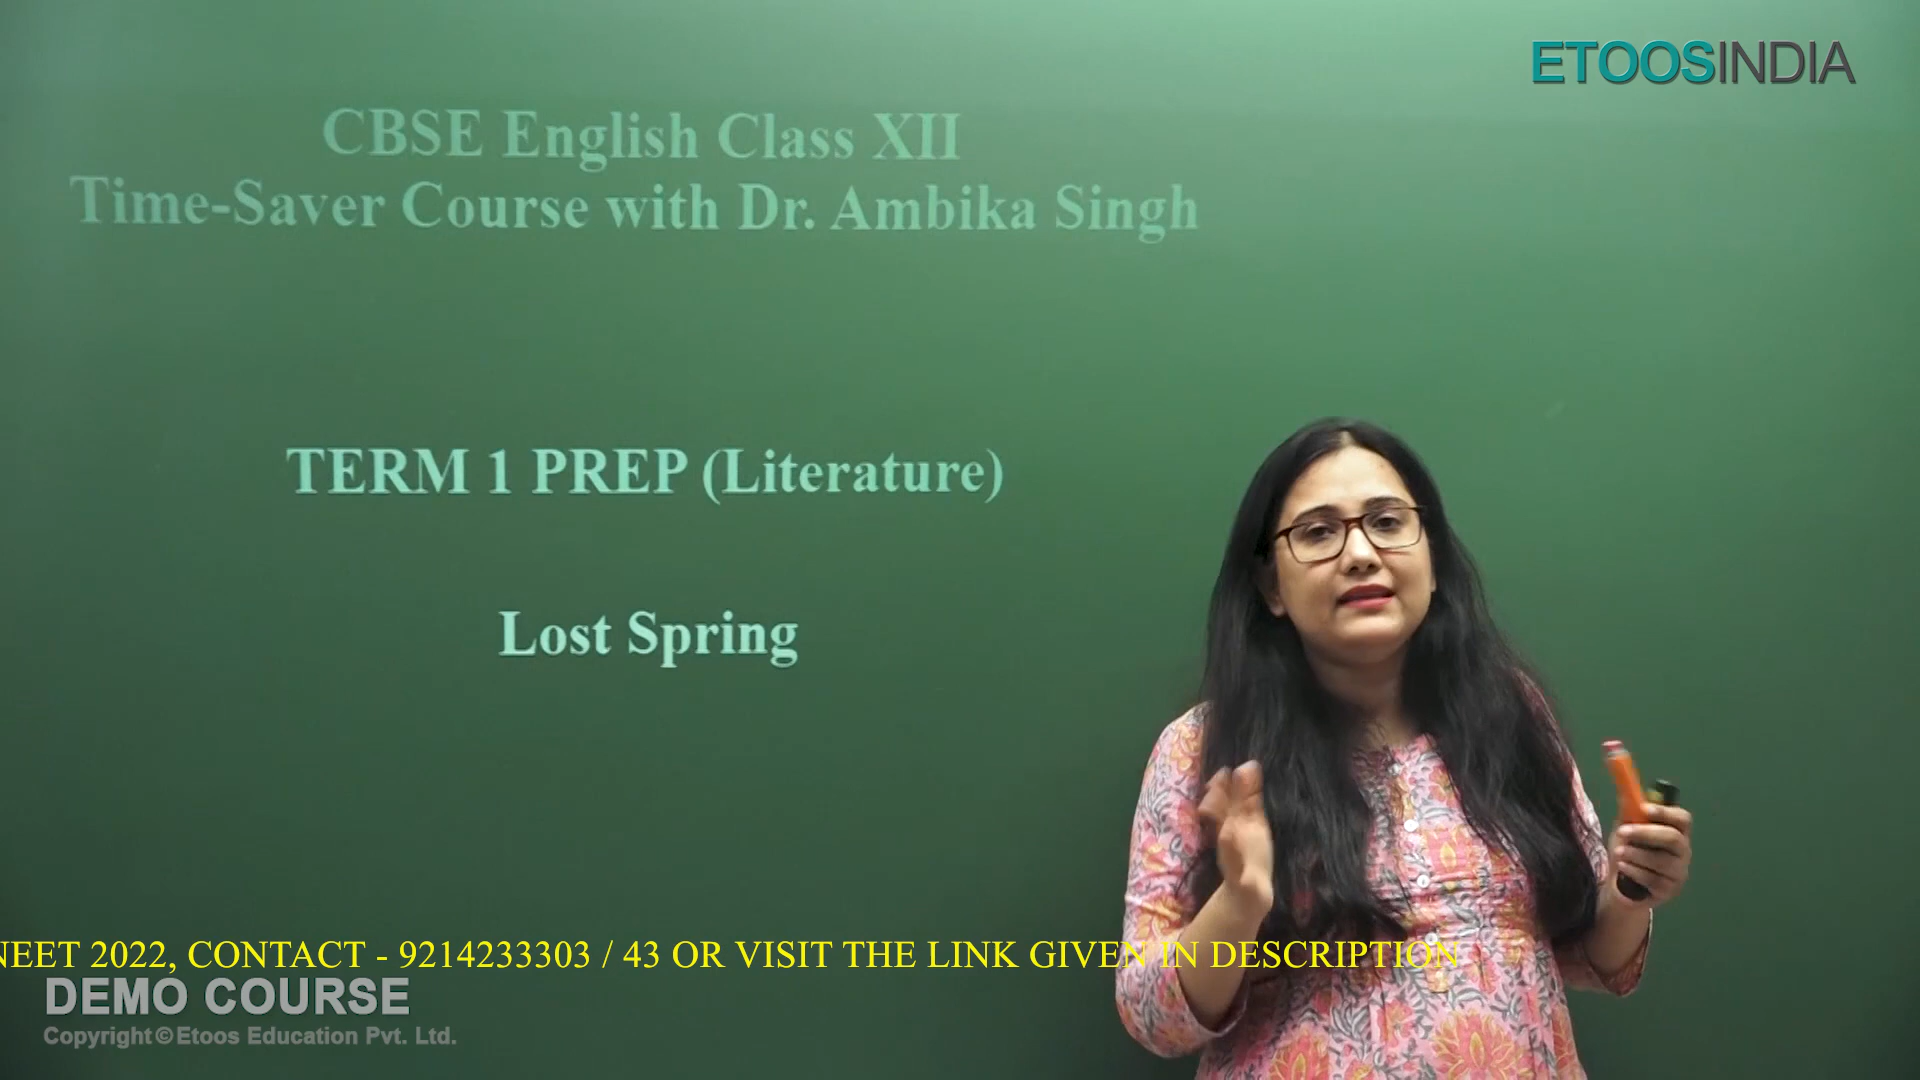 ETOOSINDIA
CBSE English Class XII
Time-Saver Course with Dr. Ambika Singh
TERM 1 PREP (Literature)
Lost Spring
NEET 2022, CONTACT - 9214233303 / 43 OR VISIT THE LINK GIVEN IN DESCRIPTION
DEMO COURSE
Copyright © Etoos Education Pvt. Ltd.